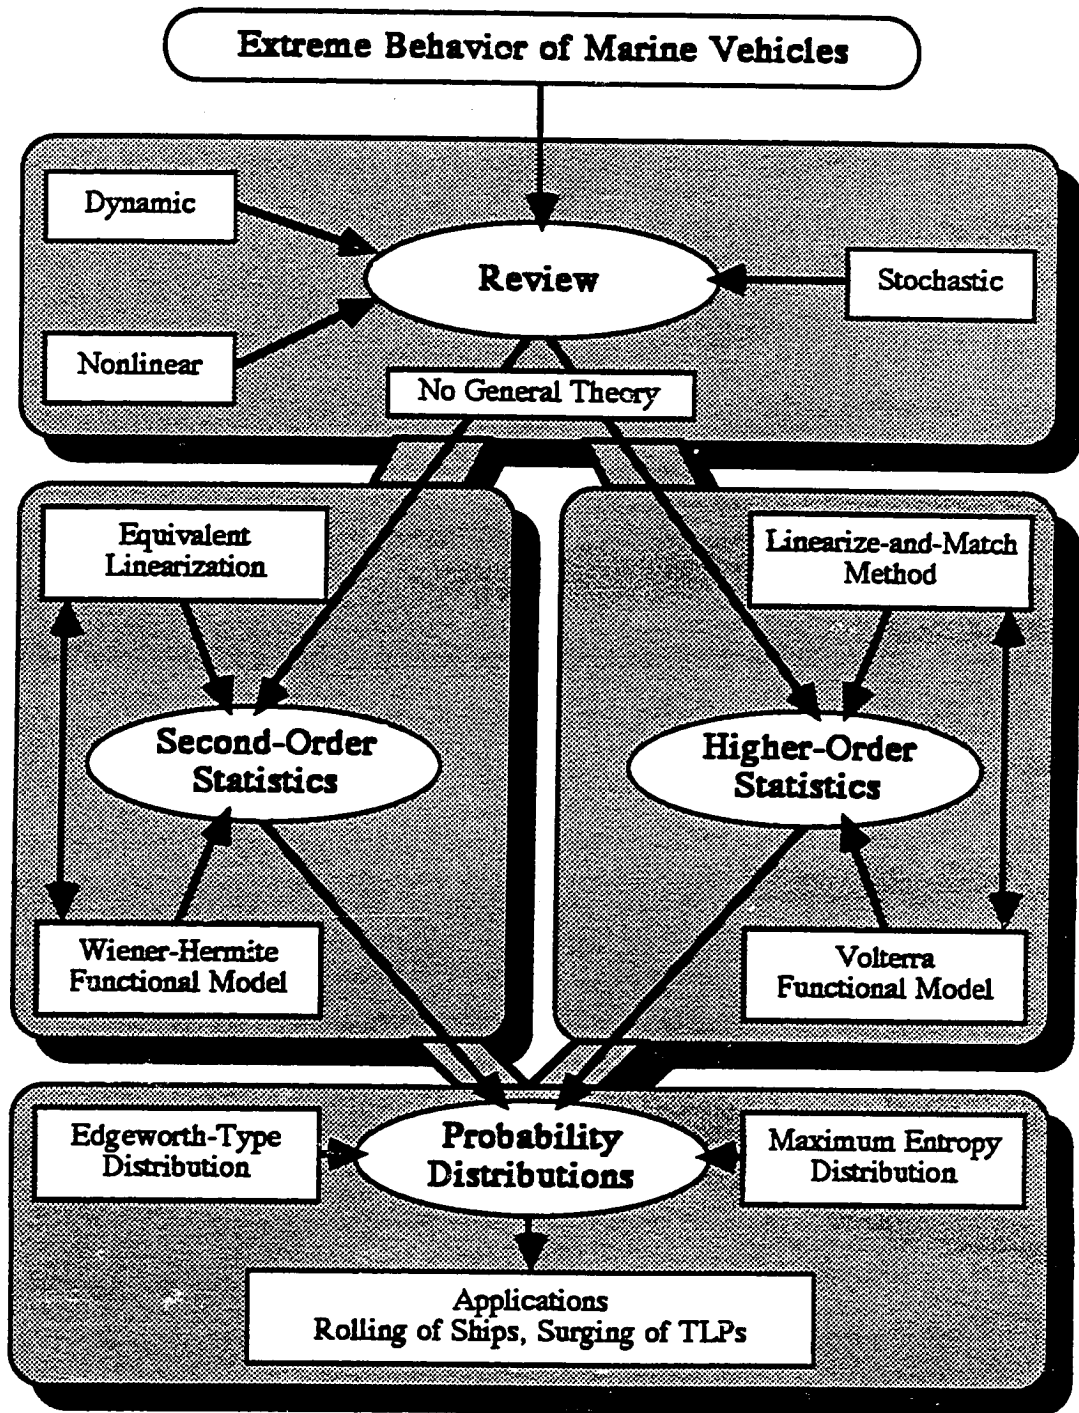 Extreme Behavior of Marine Vehicles
Dynamic
Review
Stochastic
Nonlinear
No General Theory
Equivalent
Linearization
Linearize-and-Match
Method
Second-Order
Statistics
Higher-Order
Statistics
Wiener-Hermite
Functional Model
Volterra
Functional Model
Edgeworth-Type
Distribution
Probability
Distributions
Maximum Entropy
Distribution
Applications
Rolling of Ships, Surging of TLPs